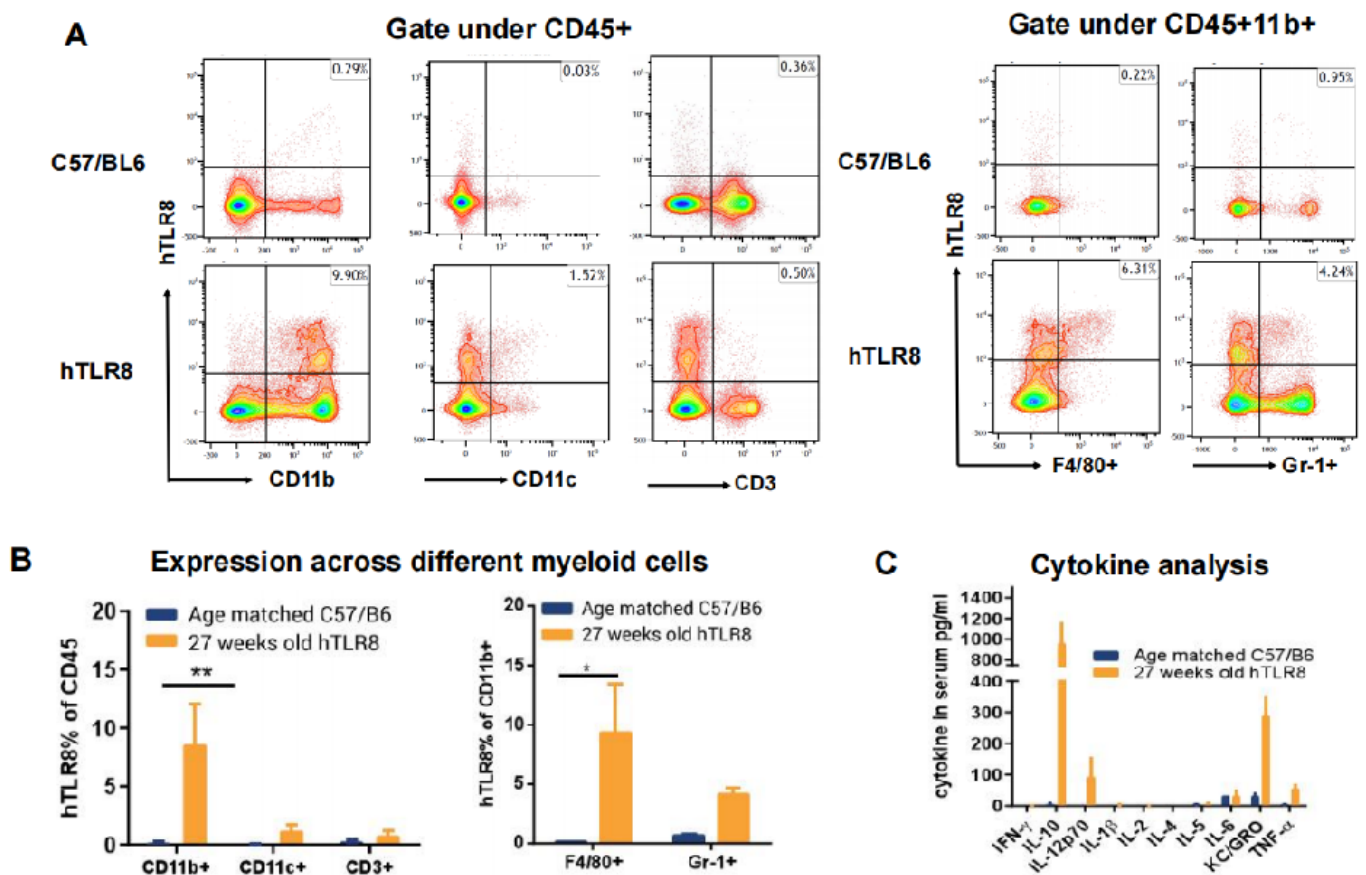 A
Gate under CD45+
Gate under CD45+11b+
C57/BL6
0.79%
0.03%
0.36%
C57/BL6
0.22%
0.95%
hTLR8
hTLR8
hTLR8
9.90%
1.52%
0.50%
hTLR8
6.31%
4.24%
CD11b
CD11c
CD3
F4/80+
Gr-1+
B
Expression across different myeloid cells
C
Cytokine analysis
hTLR8% of CD45
20
15
10
5
0
Age matched C57/B6
27 weeks old hTLR8
**
CD11b+
CD11c+
CD3+
hTLR8% of CD11b+
20
15
10
5
0
Age matched C57/B6
27 weeks old hTLR8
*
F4/80+
Gr-1+
cytokine in serum pg/ml
1400
1200
1000
800
400
300
200
100
0
Age matched C57/B6
27 weeks old hTLR8
IFN-γ
IL-10
IL-12p70
IL-1β
IL-2
IL-4
IL-5
IL-6
KC/GRO
TNF-α